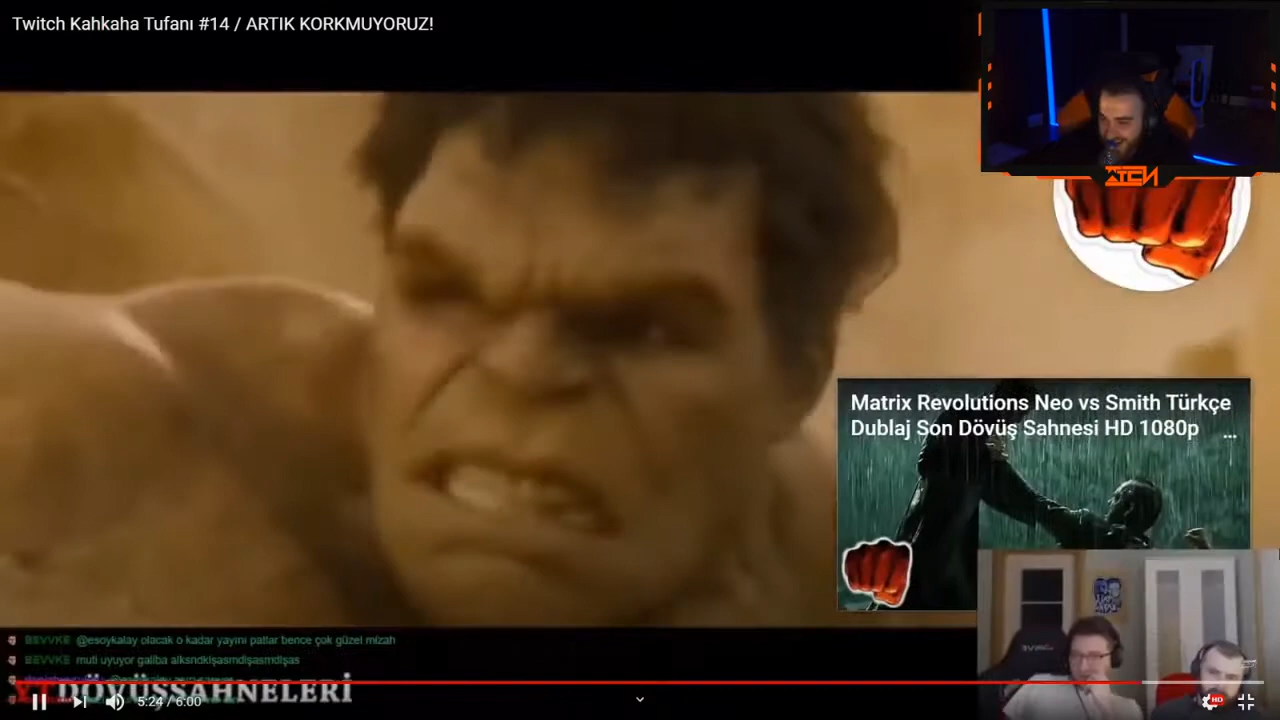 Twitch Kahkaha Tufanı #14 / ARTIK KORKMUYORUZ!
Matrix Revolutions Neo vs Smith Türkçe
Dublaj Son Dövüş Sahnesi HD 1080p
...
BEVVKE @esoykalay olacak o kadar yayını patlar bence çok güzel mizah
BEVVKE muti uyuyor galiba alksndkişasmdişasmdişas
YT DÖVÜŞSAHNELERİ
5:24 / 6:00
HD